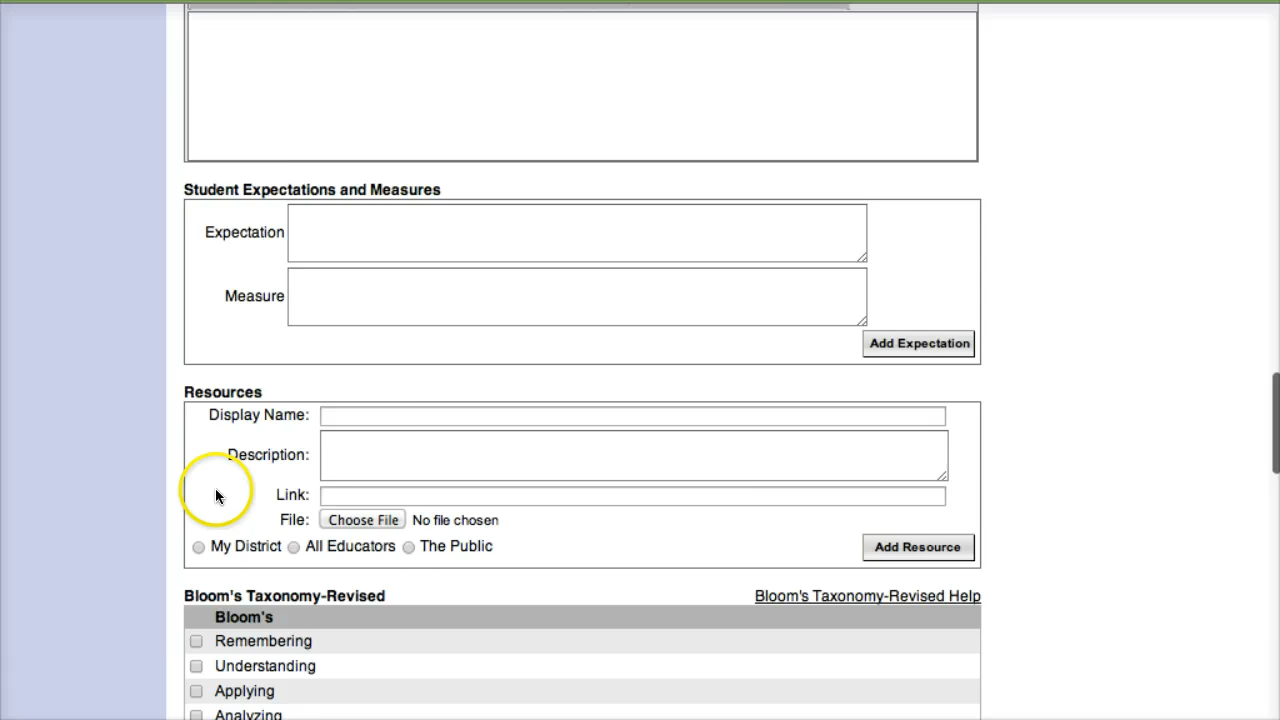 Student Expectations and Measures
Expectation
Measure
Add Expectation
Resources
Display Name:
Description:
Link:
File: Choose File No file chosen
My District All Educators The Public Add Resource
Bloom's Taxonomy-Revised Bloom's Taxonomy-Revised Help
Bloom's
Remembering
Understanding
Applying
Analyzing